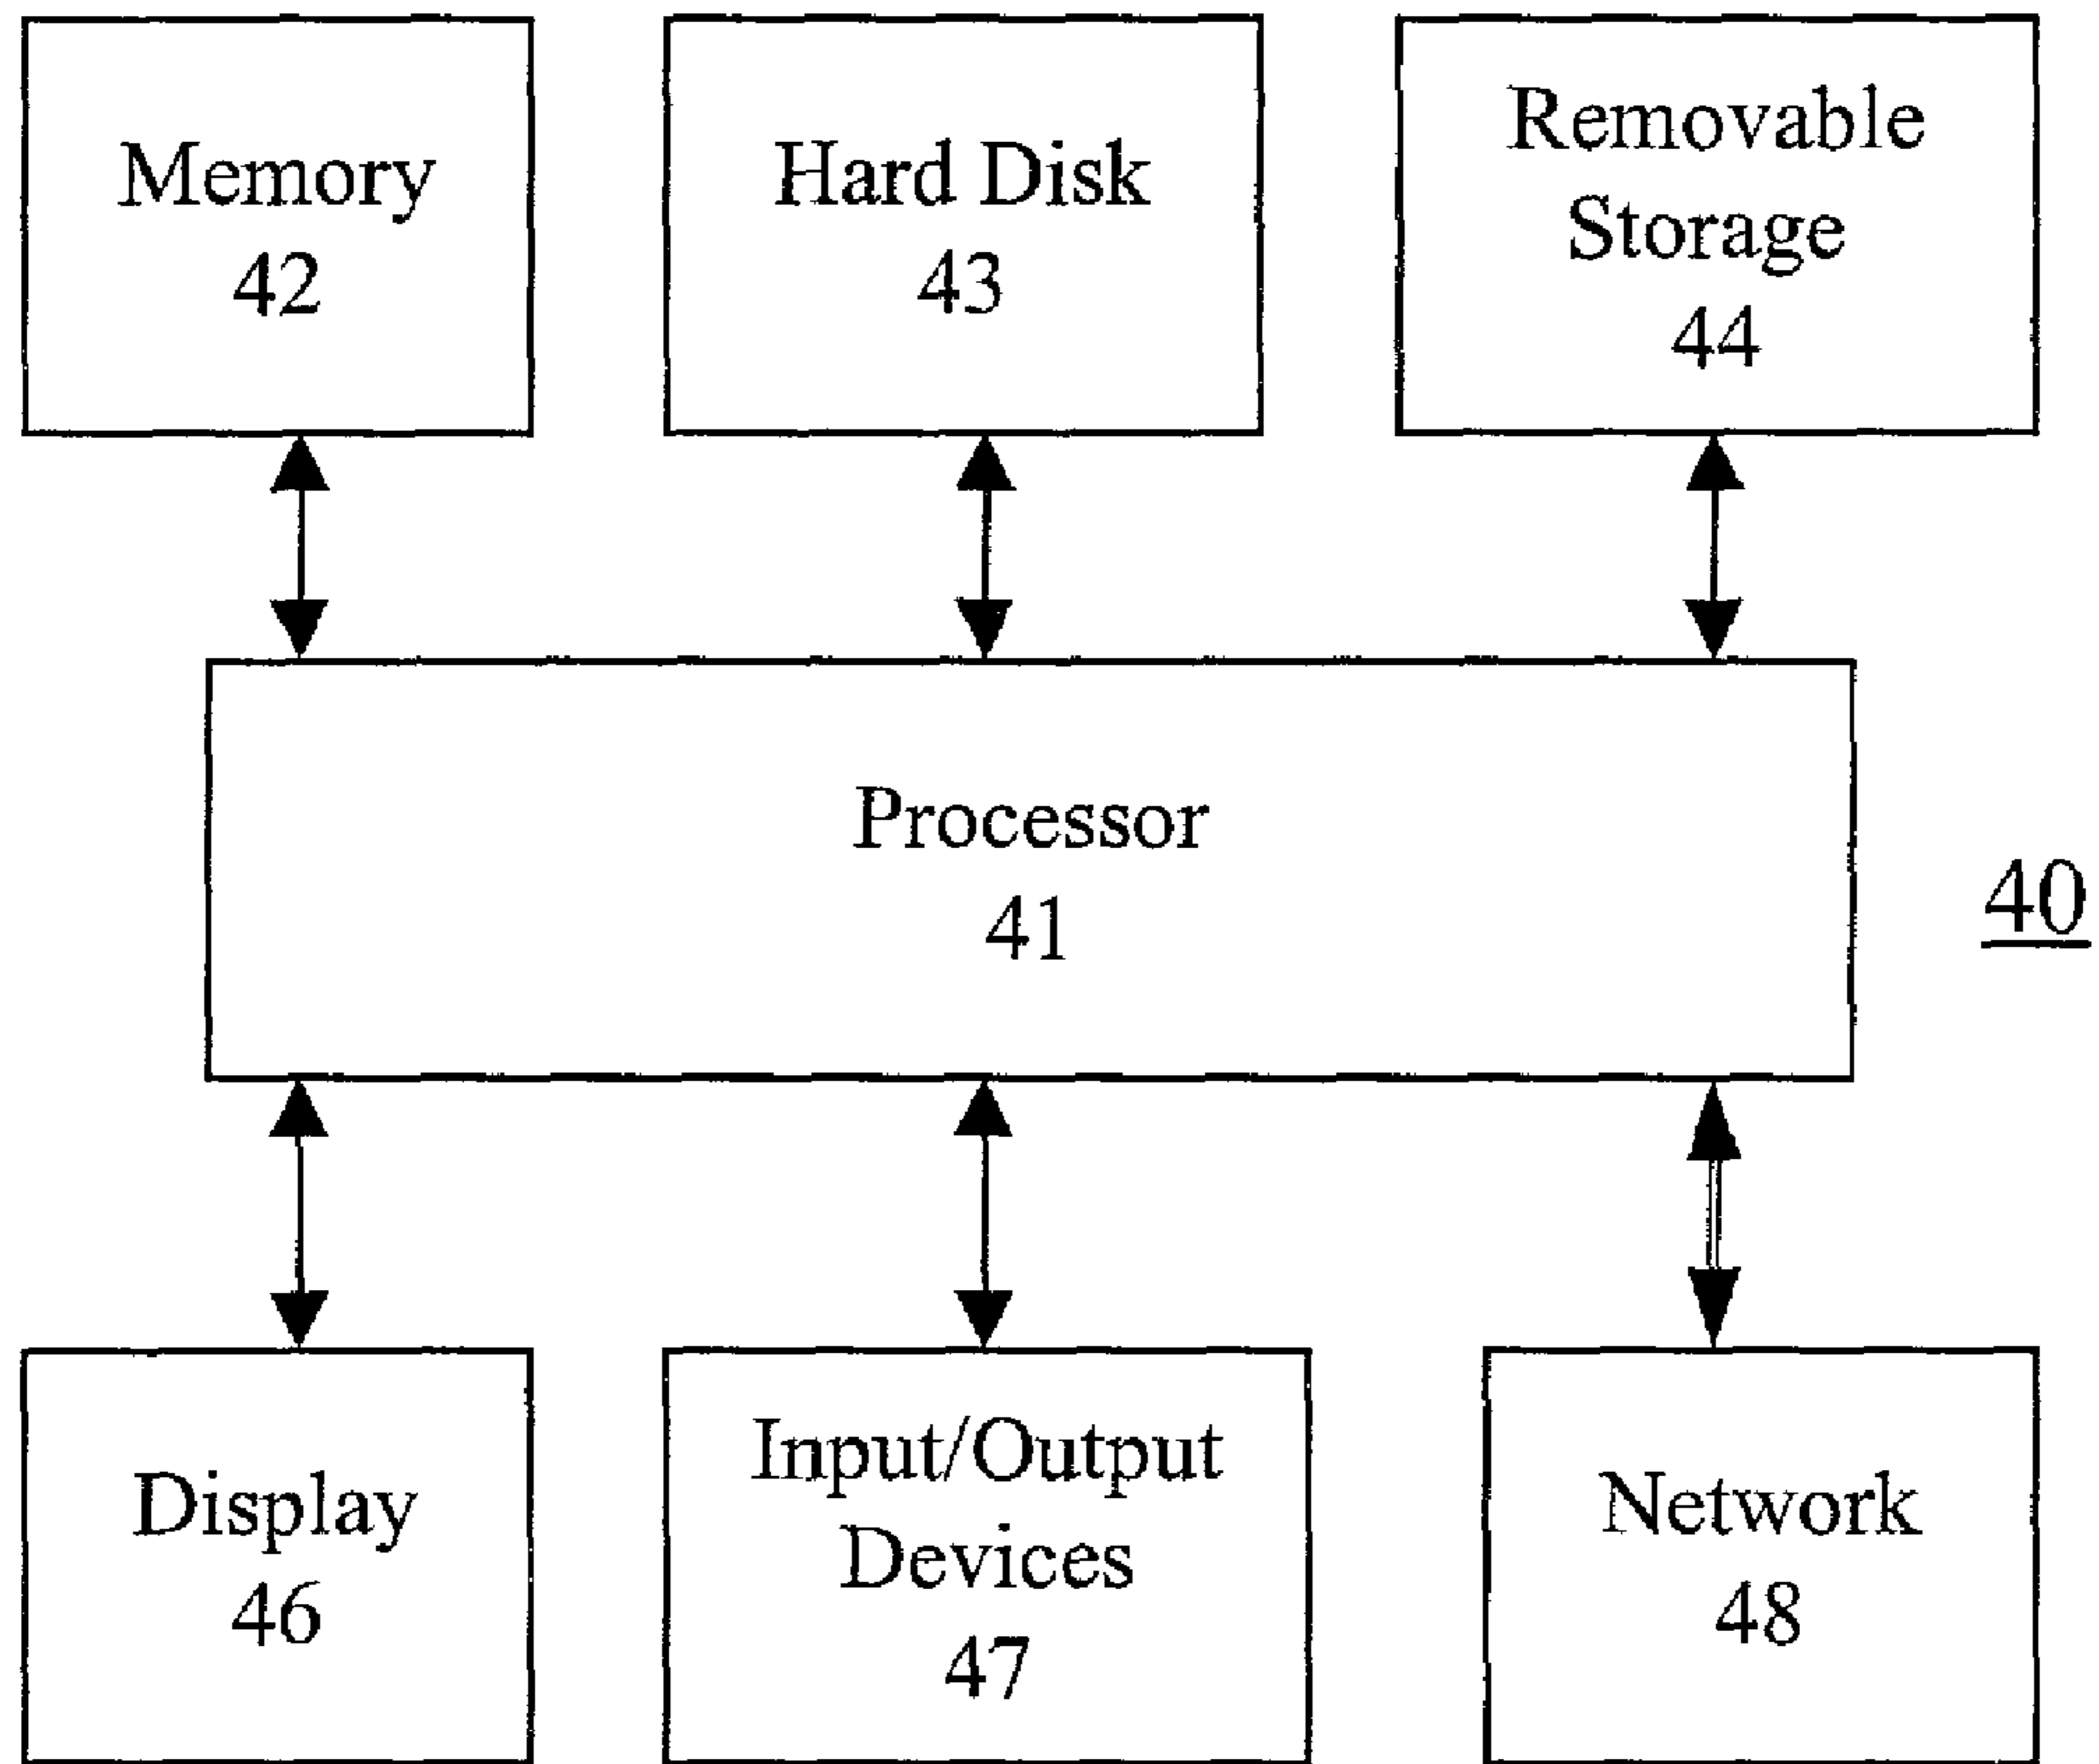 Memory
42
Hard Disk
43
Removable
Storage
44
Processor
41
40
Display
46
Input/Output
Devices
47
Network
48